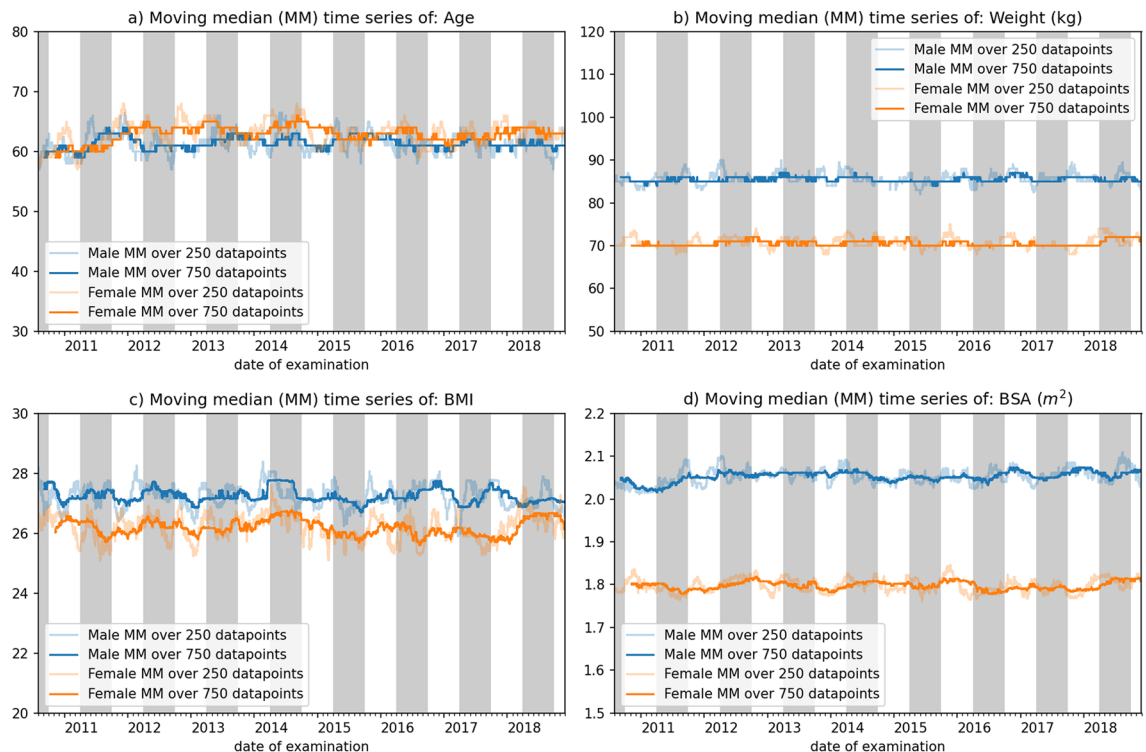 a) Moving median (MM) time series of: Age
80
70
60
50
40
30
Male MM over 250 datapoints
Male MM over 750 datapoints
Female MM over 250 datapoints
Female MM over 750 datapoints
2011 2012 2013 2014 2015 2016 2017 2018
date of examination
b) Moving median (MM) time series of: Weight (kg)
120
110
100
90
80
70
60
50
Male MM over 250 datapoints
Male MM over 750 datapoints
Female MM over 250 datapoints
Female MM over 750 datapoints
2011 2012 2013 2014 2015 2016 2017 2018
date of examination
c) Moving median (MM) time series of: BMI
30
28
26
24
22
20
Male MM over 250 datapoints
Male MM over 750 datapoints
Female MM over 250 datapoints
Female MM over 750 datapoints
2011 2012 2013 2014 2015 2016 2017 2018
date of examination
d) Moving median (MM) time series of: BSA (m²)
2.2
2.1
2.0
1.9
1.8
1.7
1.6
1.5
Male MM over 250 datapoints
Male MM over 750 datapoints
Female MM over 250 datapoints
Female MM over 750 datapoints
2011 2012 2013 2014 2015 2016 2017 2018
date of examination